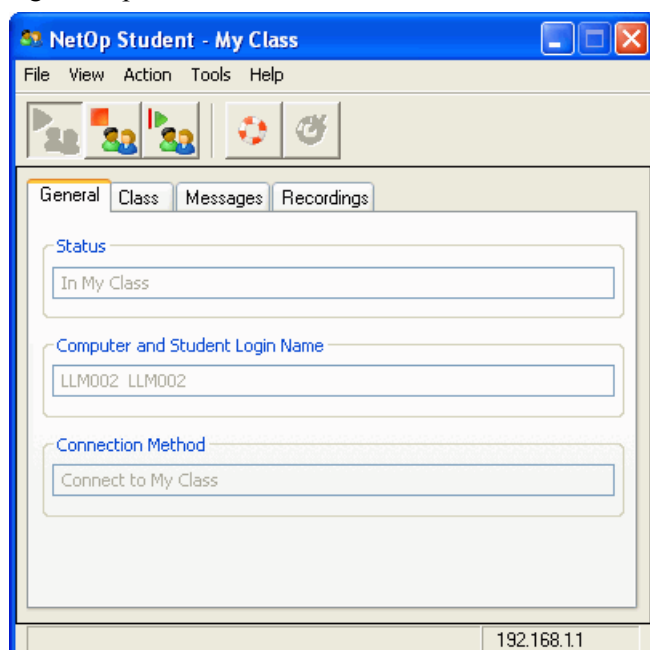 NetOp Student - My Class
File View Action Tools Help
General Class Messages Recordings
Status
In My Class
Computer and Student Login Name
LLM002 LLM002
Connection Method
Connect to My Class
192.168.1.1